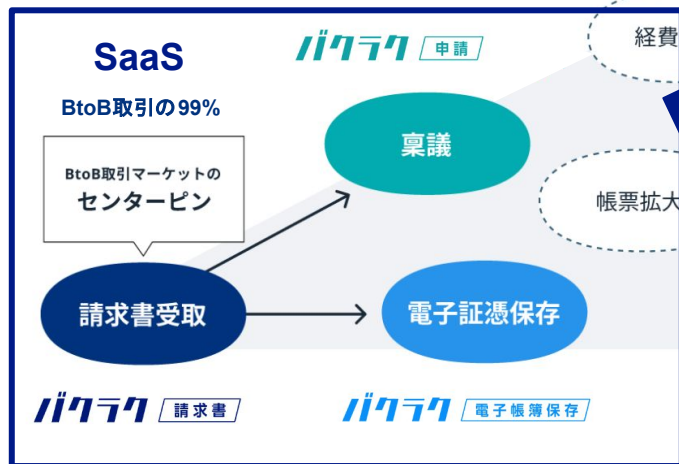 SaaS
BtoB取引の99%
バクラク 申請
経費
稟議
BtoB取引マーケットの
センターピン
帳票拡大
請求書受取
電子証憑保存
バクラク 請求書
バクラク 電子帳簿保存